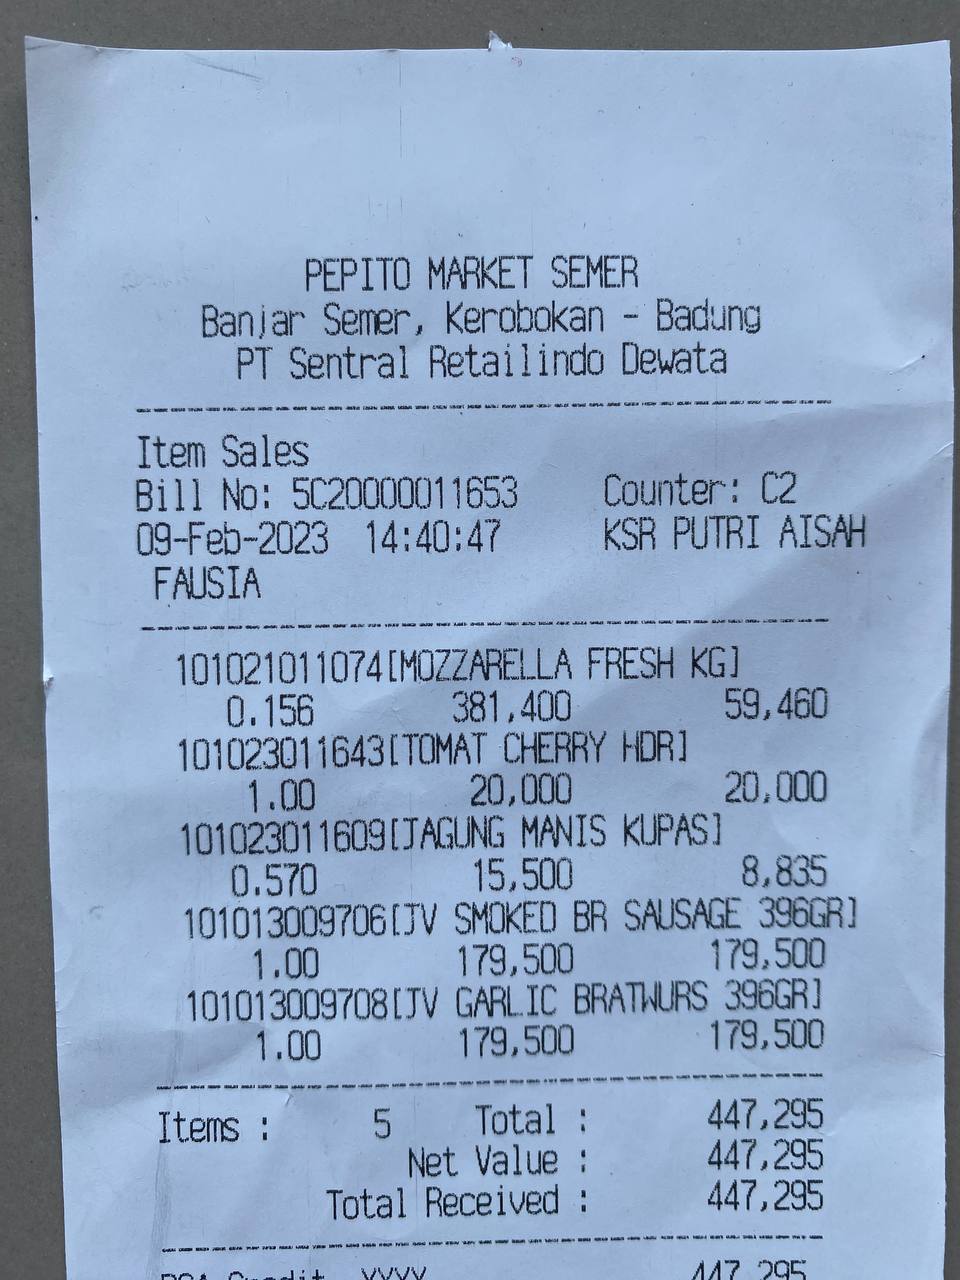 PEPITO MARKET SEMER
Banjar Semer, Kerobokan - Badung
PT Sentral Retailindo Dewata
Item Sales
Bill No: 5C20000011653 Counter: C2
09-Feb-2023 14:40:47 KSR PUTRI AISAH
FAUSIA
101021011074[MOZZARELLA FRESH KG]
0.156 381,400 59,460
101023011643[TOMAT CHERRY HDR]
1.00 20,000 20,000
101023011609[JAGUNG MANIS KUPAS]
0.570 15,500 8,835
101013009706[JV SMOKED BR SAUSAGE 396GR]
1.00 179,500 179,500
101013009708[JV GARLIC BRATWURS 396GR]
1.00 179,500 179,500
Items : 5 Total : 447,295
Net Value : 447,295
Total Received : 447,295
447,295